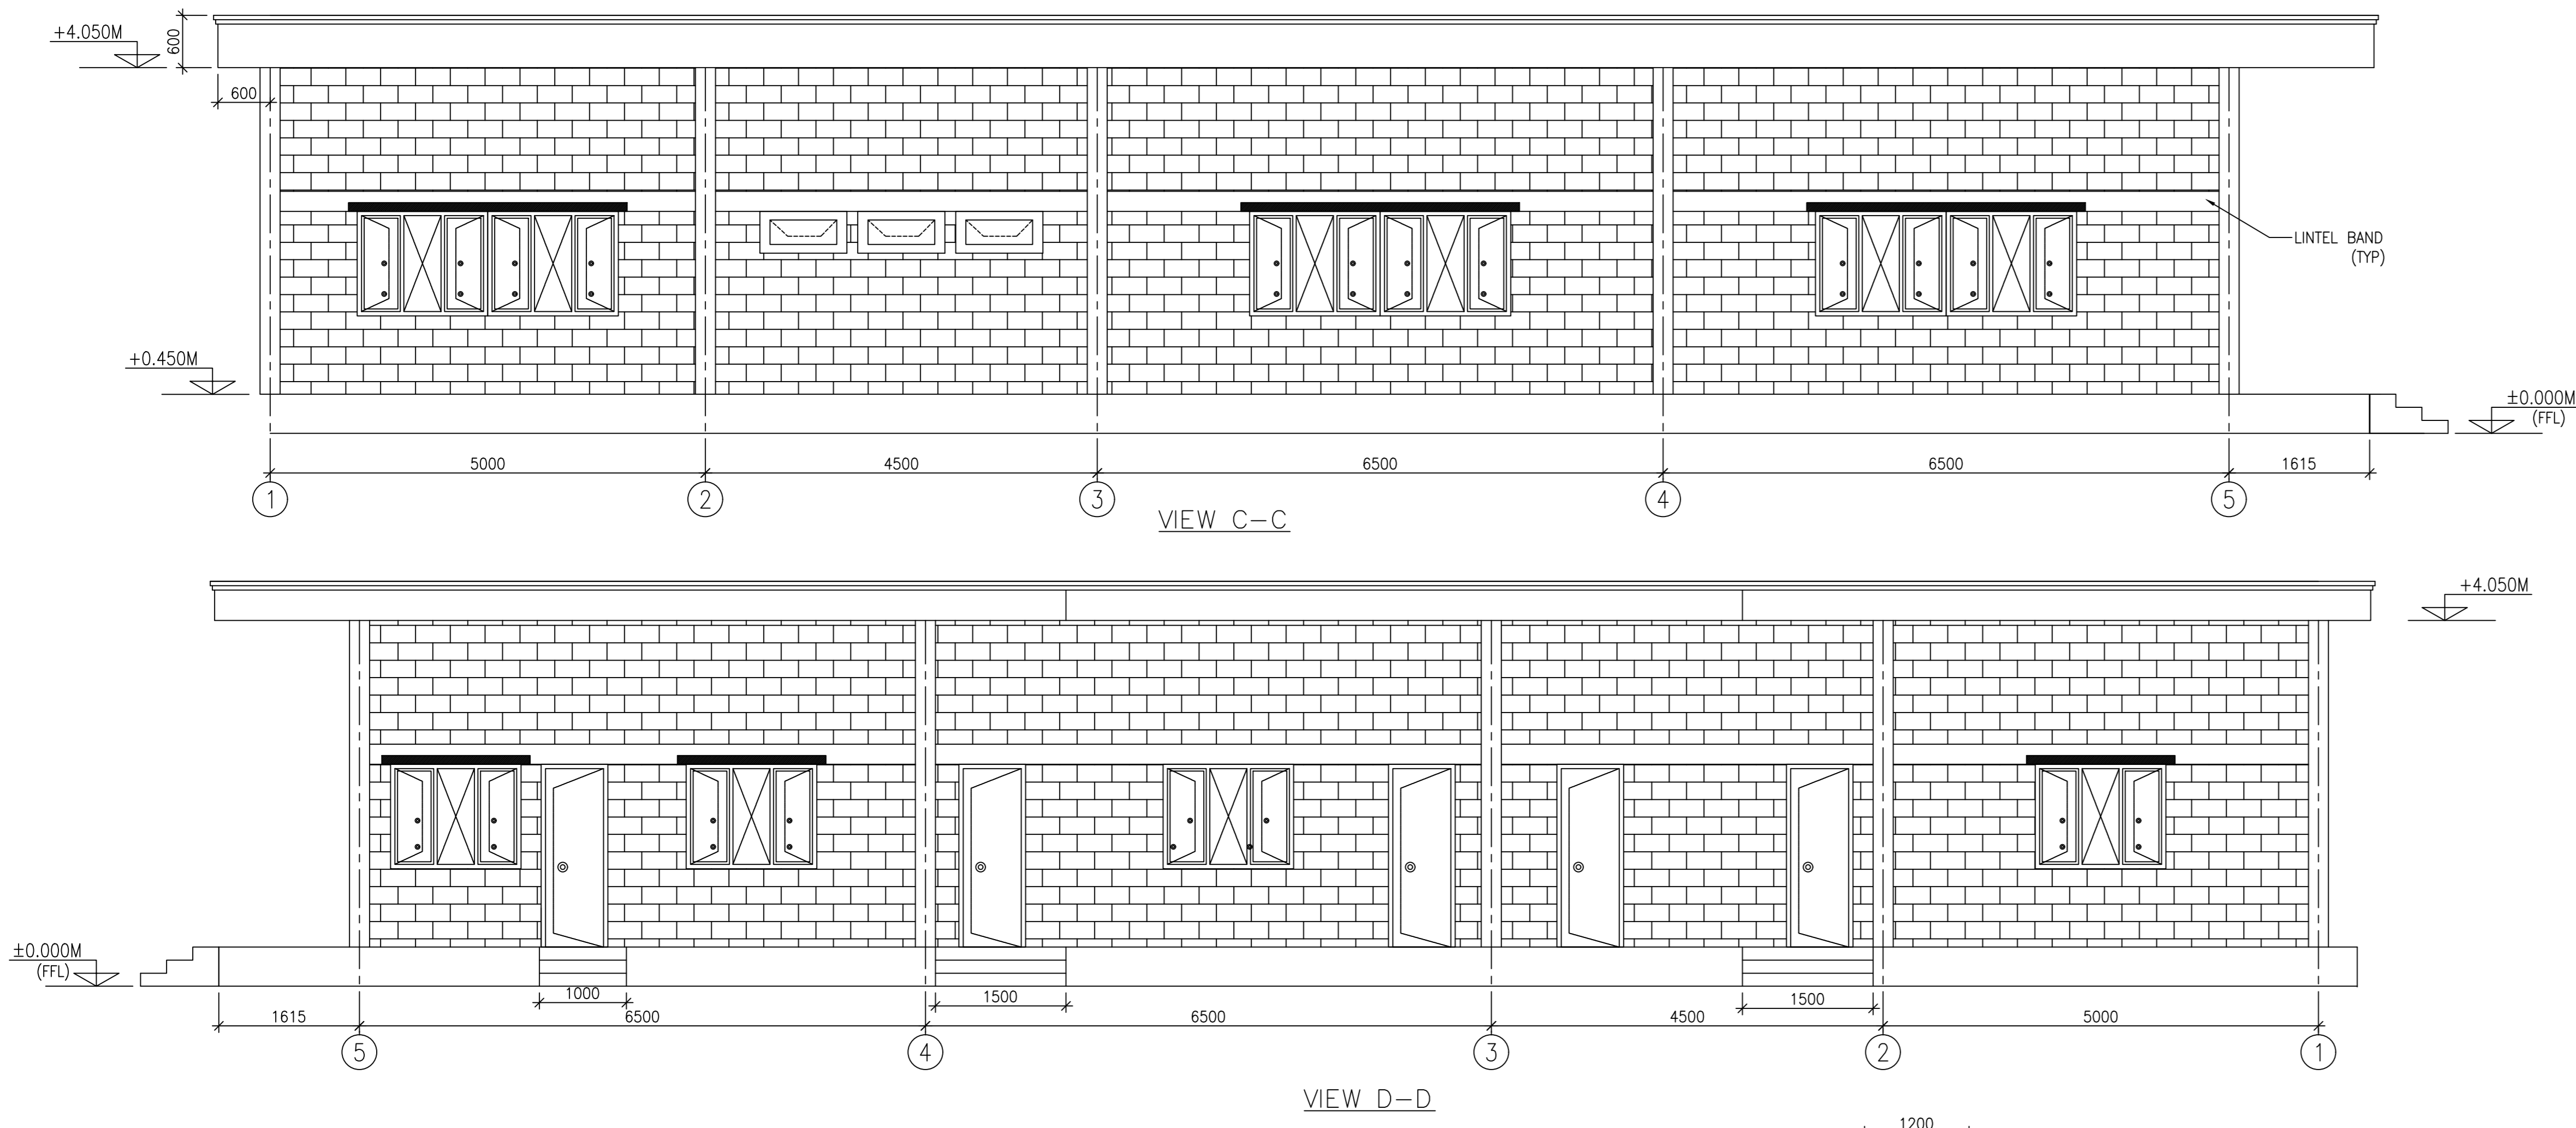 +4.050M
600
600
+0.450M
LINTEL BAND
(TYP)
±0.000M
(FFL)
5000 4500 6500 6500 1615
1 2 3 4 5
VIEW C-C
+4.050M
±0.000M
(FFL)
1000 1500 1500
1615 6500 6500 4500 5000
5 4 3 2 1
VIEW D-D
1200